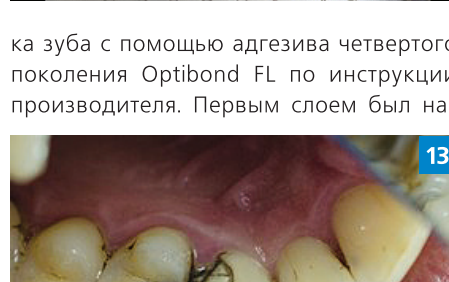 ка зуба с помощью адгезива четвертого
поколения Optibond FL по инструкции
производителя. Первым слоем был на
13